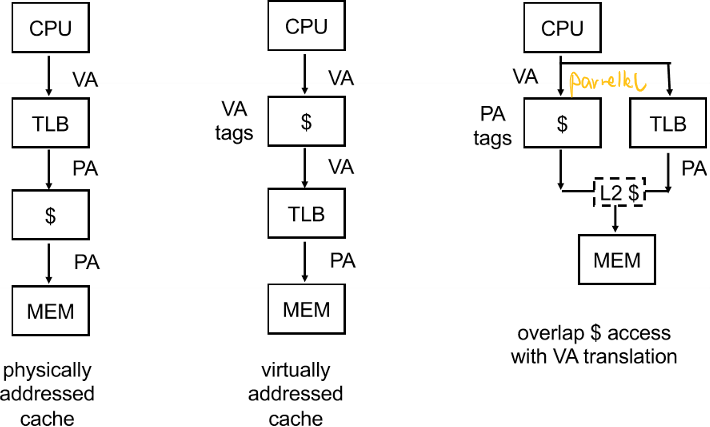 CPU
VA
TLB
PA
$
PA
MEM
physically
addressed
cache
CPU
VA
VA
tags
$
VA
TLB
PA
MEM
virtually
addressed
cache
CPU
VA
parrellel
PA
tags
$
TLB
PA
L2 $
MEM
overlap $ access
with VA translation